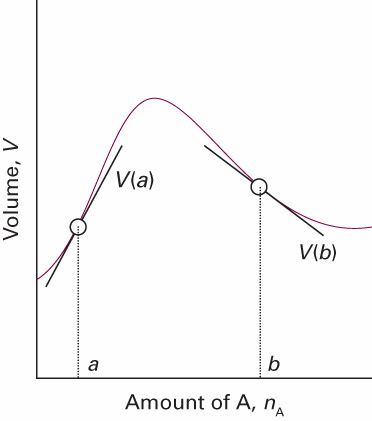 Volume, V
V(a)
V(b)
a
b
Amount of A, nA